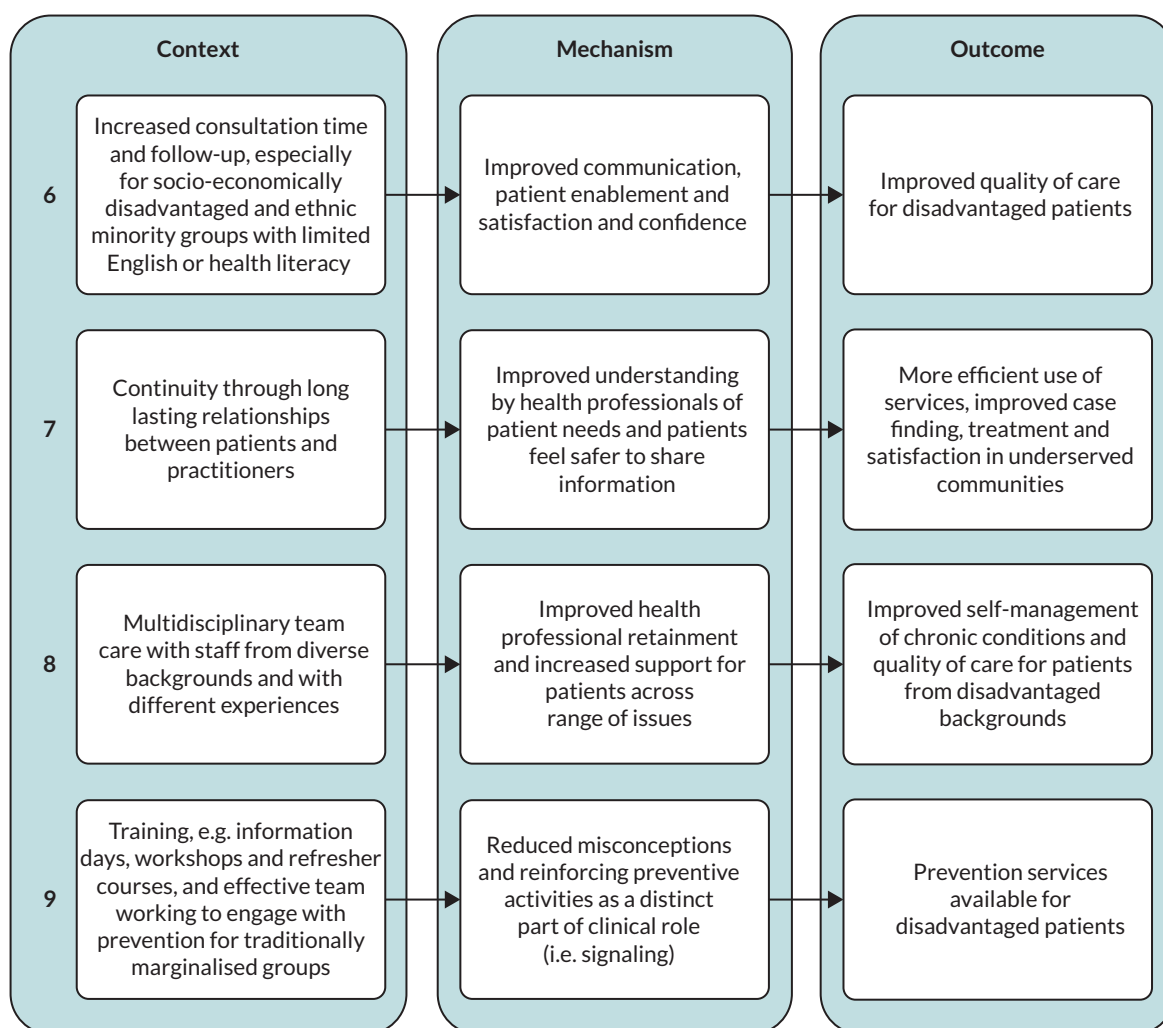 Context
Mechanism
Outcome
6
Increased consultation time
and follow-up, especially
for socio-economically
disadvantaged and ethnic
minority groups with limited
English or health literacy
Improved communication,
patient enablement and
satisfaction and confidence
Improved quality of care
for disadvantaged patients
7
Continuity through long
lasting relationships
between patients and
practitioners
Improved understanding
by health professionals of
patient needs and patients
feel safer to share
information
More efficient use of
services, improved case
finding, treatment and
satisfaction in underserved
communities
8
Multidisciplinary team
care with staff from diverse
backgrounds and with
different experiences
Improved health
professional retainment
and increased support for
patients across
range of issues
Improved self-management
of chronic conditions and
quality of care for patients
from disadvantaged
backgrounds
9
Training, e.g. information
days, workshops and refresher
courses, and effective team
working to engage with
prevention for traditionally
marginalised groups
Reduced misconceptions
and reinforcing preventive
activities as a distinct
part of clinical role
(i.e. signaling)
Prevention services
available for
disadvantaged patients